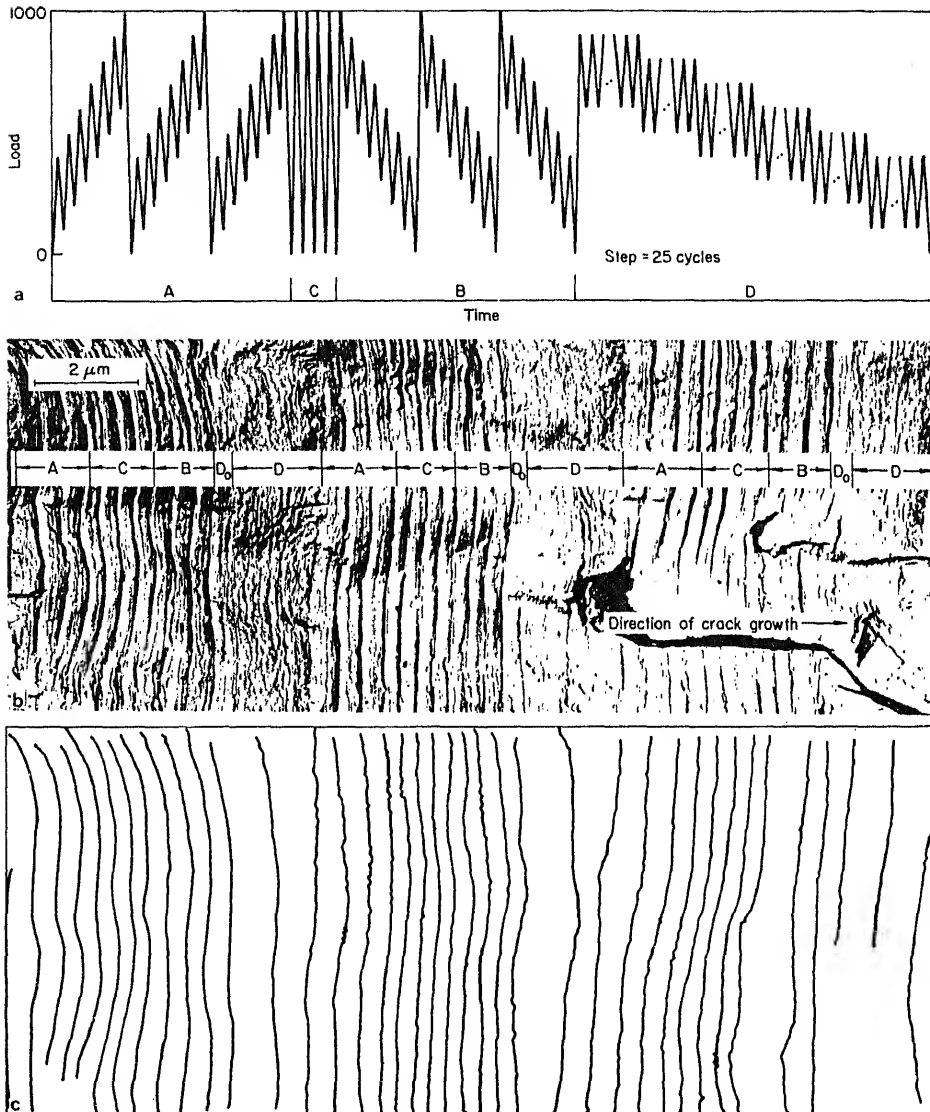 1000
Load
0
Step = 25 cycles
a
A C B D
Time
2 μm
A C B D₀ D A C B D₀ D A C B D₀ D
Direction of crack growth
b
c